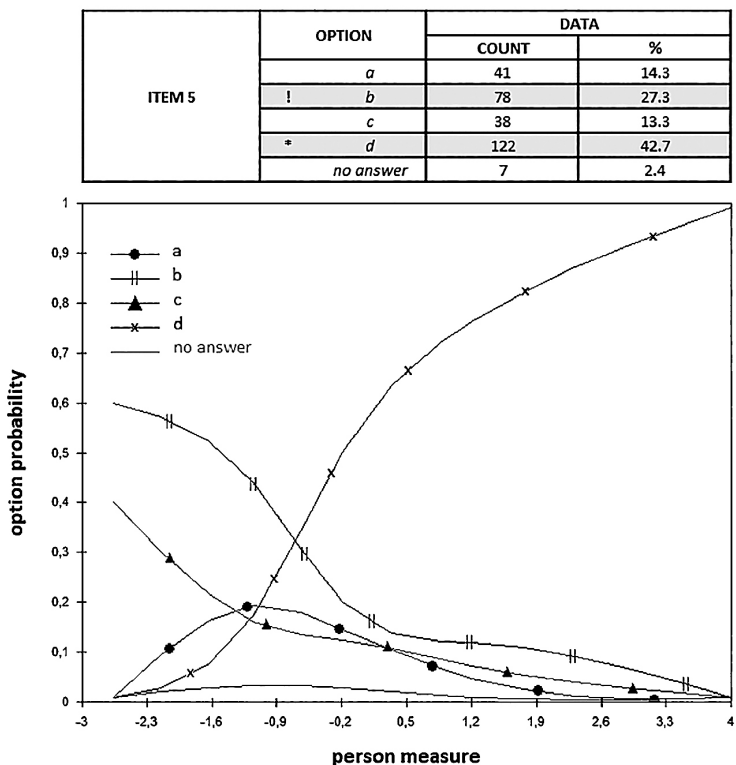 OPTION DATA
COUNT %
ITEM 5
a 41 14.3
! b 78 27.3
c 38 13.3
* d 122 42.7
no answer 7 2.4
1
0,9
0,8
0,7
0,6
0,5
0,4
0,3
0,2
0,1
0
option probability
a
b
c
d
no answer
-3 -2,3 -1,6 -0,9 -0,2 0,5 1,2 1,9 2,6 3,3 4
person measure